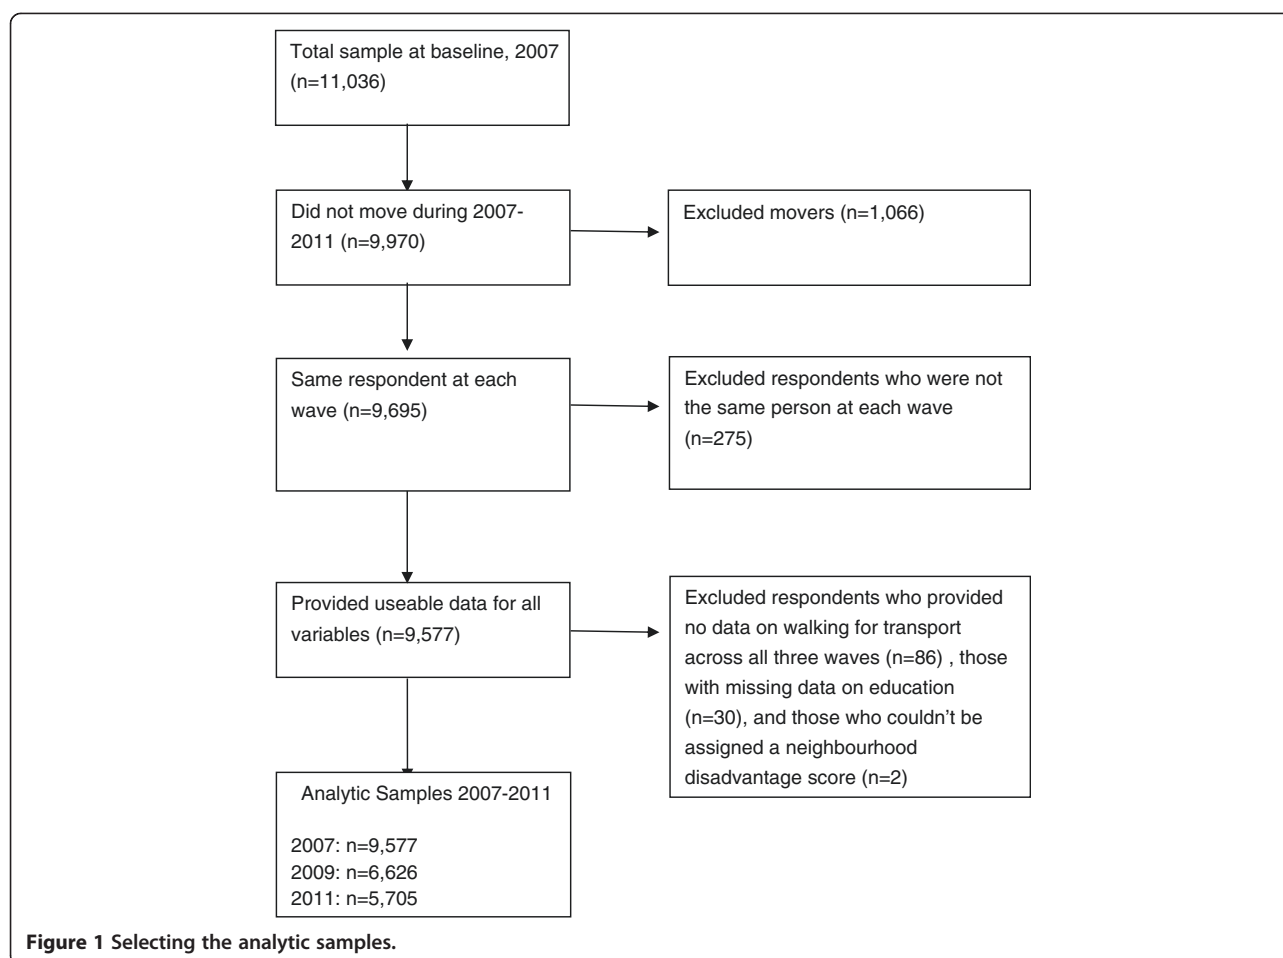 Total sample at baseline, 2007
(n=11,036)
Did not move during 2007-
2011 (n=9,970)
Excluded movers (n=1,066)
Same respondent at each
wave (n=9,695)
Excluded respondents who were not
the same person at each wave
(n=275)
Provided useable data for all
variables (n=9,577)
Excluded respondents who provided
no data on walking for transport
across all three waves (n=86) , those
with missing data on education
(n=30), and those who couldn’t be
assigned a neighbourhood
disadvantage score (n=2)
Analytic Samples 2007-2011
2007: n=9,577
2009: n=6,626
2011: n=5,705
Figure 1 Selecting the analytic samples.